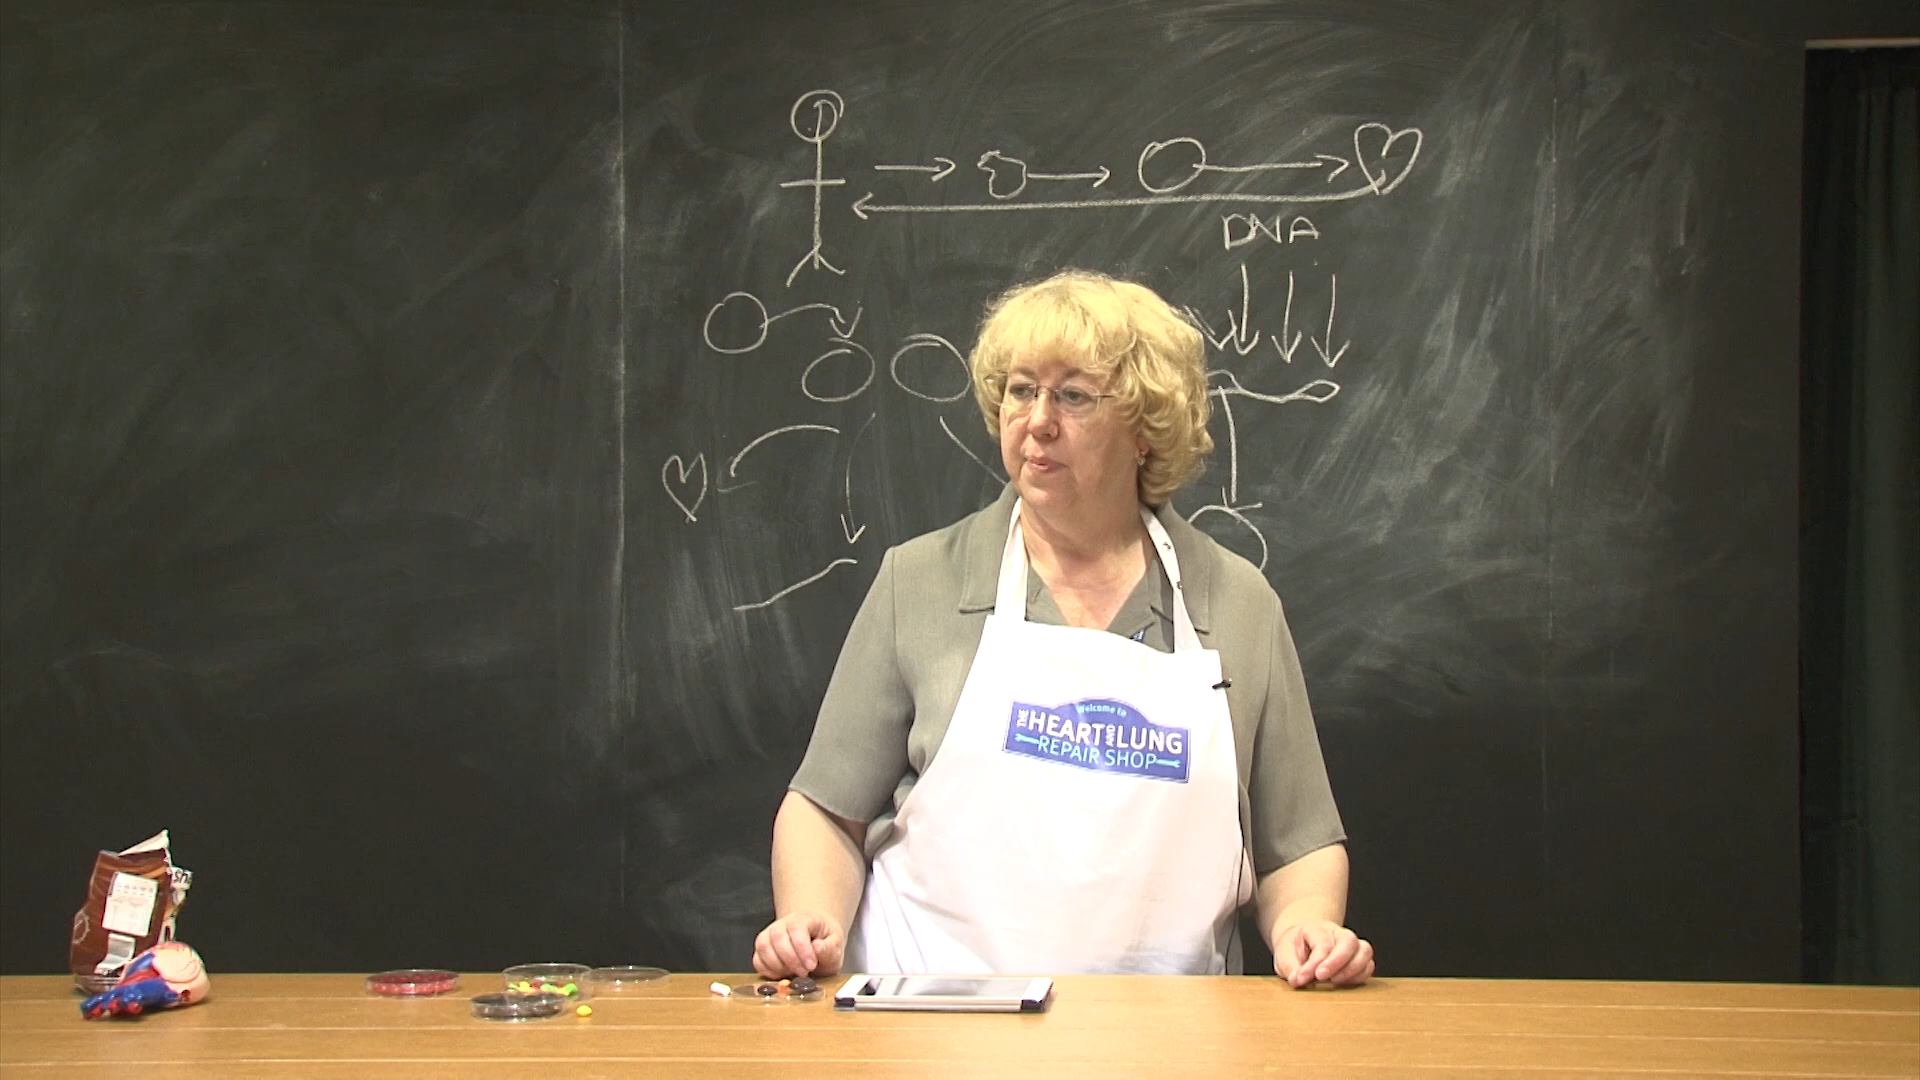 DNA
Welcome to
THE HEART AND LUNG
REPAIR SHOP